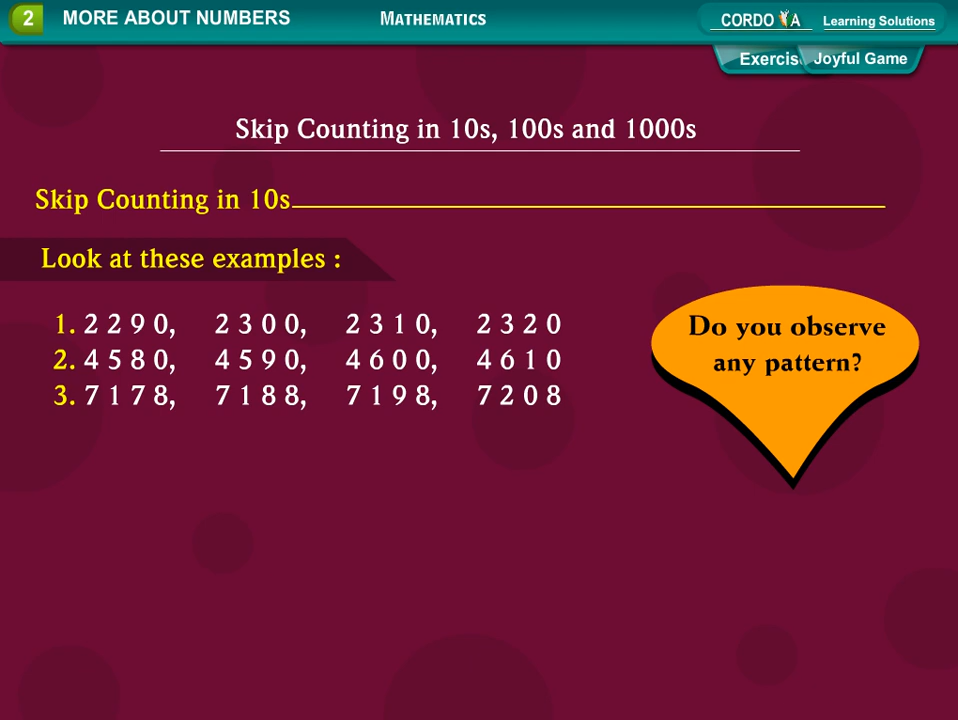 2 MORE ABOUT NUMBERS MATHEMATICS CORDOVA Learning Solutions
Exercise Joyful Game
Skip Counting in 10s, 100s and 1000s
Skip Counting in 10s
Look at these examples :
1. 2 2 9 0, 2 3 0 0, 2 3 1 0, 2 3 2 0
2. 4 5 8 0, 4 5 9 0, 4 6 0 0, 4 6 1 0
3. 7 1 7 8, 7 1 8 8, 7 1 9 8, 7 2 0 8
Do you observe
any pattern?